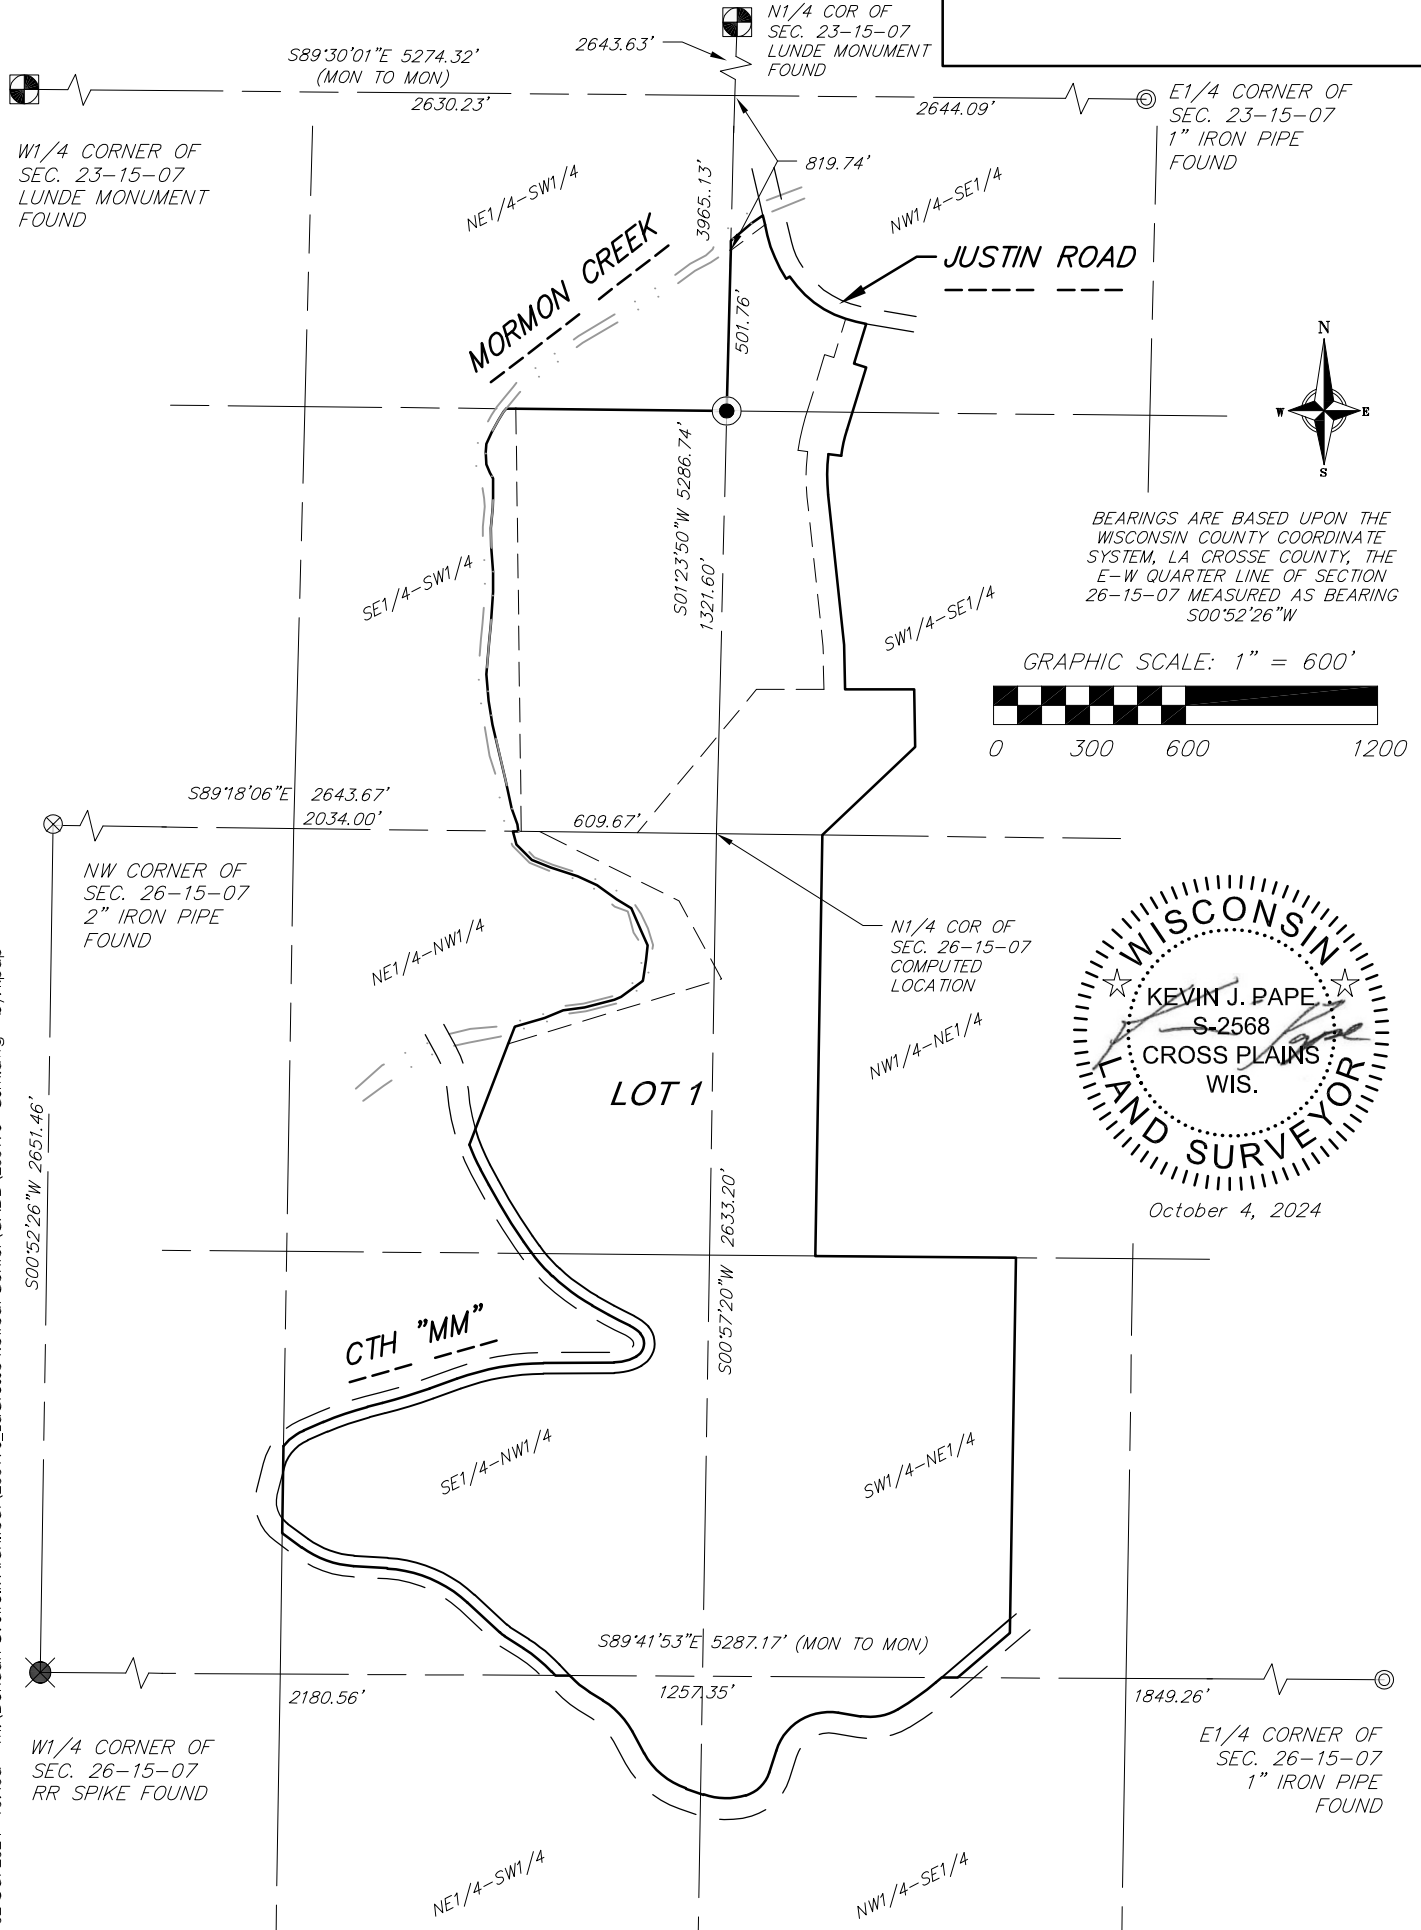 N1/4 COR OF
SEC. 23-15-07
LUNDE MONUMENT
FOUND
2643.63'
S89°30'01"E 5274.32'
(MON TO MON)
2630.23'
2644.09'
E1/4 CORNER OF
SEC. 23-15-07
1" IRON PIPE
FOUND
W1/4 CORNER OF
SEC. 23-15-07
LUNDE MONUMENT
FOUND
819.74'
3965.13'
NE1/4-SW1/4
NW1/4-SE1/4
MORMON CREEK
JUSTIN ROAD
501.76'
N
W
E
S
S01°23'50"W 5286.74'
1321.60'
BEARINGS ARE BASED UPON THE
WISCONSIN COUNTY COORDINATE
SYSTEM, LA CROSSE COUNTY, THE
E-W QUARTER LINE OF SECTION
26-15-07 MEASURED AS BEARING
S00°52'26"W
SE1/4-SW1/4
SW1/4-SE1/4
GRAPHIC SCALE: 1" = 600'
0 300 600 1200
S89°18'06"E 2643.67'
2034.00'
609.67'
NW CORNER OF
SEC. 26-15-07
2" IRON PIPE
FOUND
NE1/4-NW1/4
N1/4 COR OF
SEC. 26-15-07
COMPUTED
LOCATION
NW1/4-NE1/4
WISCONSIN
KEVIN J. PAPE
S-2568
CROSS PLAINS
WIS.
LAND SURVEYOR
October 4, 2024
LOT 1
S00°52'26"W 2651.46'
S00°57'20"W 2633.20'
CTH "MM"
SE1/4-NW1/4
SW1/4-NE1/4
S89°41'53"E 5287.17' (MON TO MON)
2180.56'
1257.35'
1849.26'
W1/4 CORNER OF
SEC. 26-15-07
RR SPIKE FOUND
E1/4 CORNER OF
SEC. 26-15-07
1" IRON PIPE
FOUND
NE1/4-SW1/4
NW1/4-SE1/4